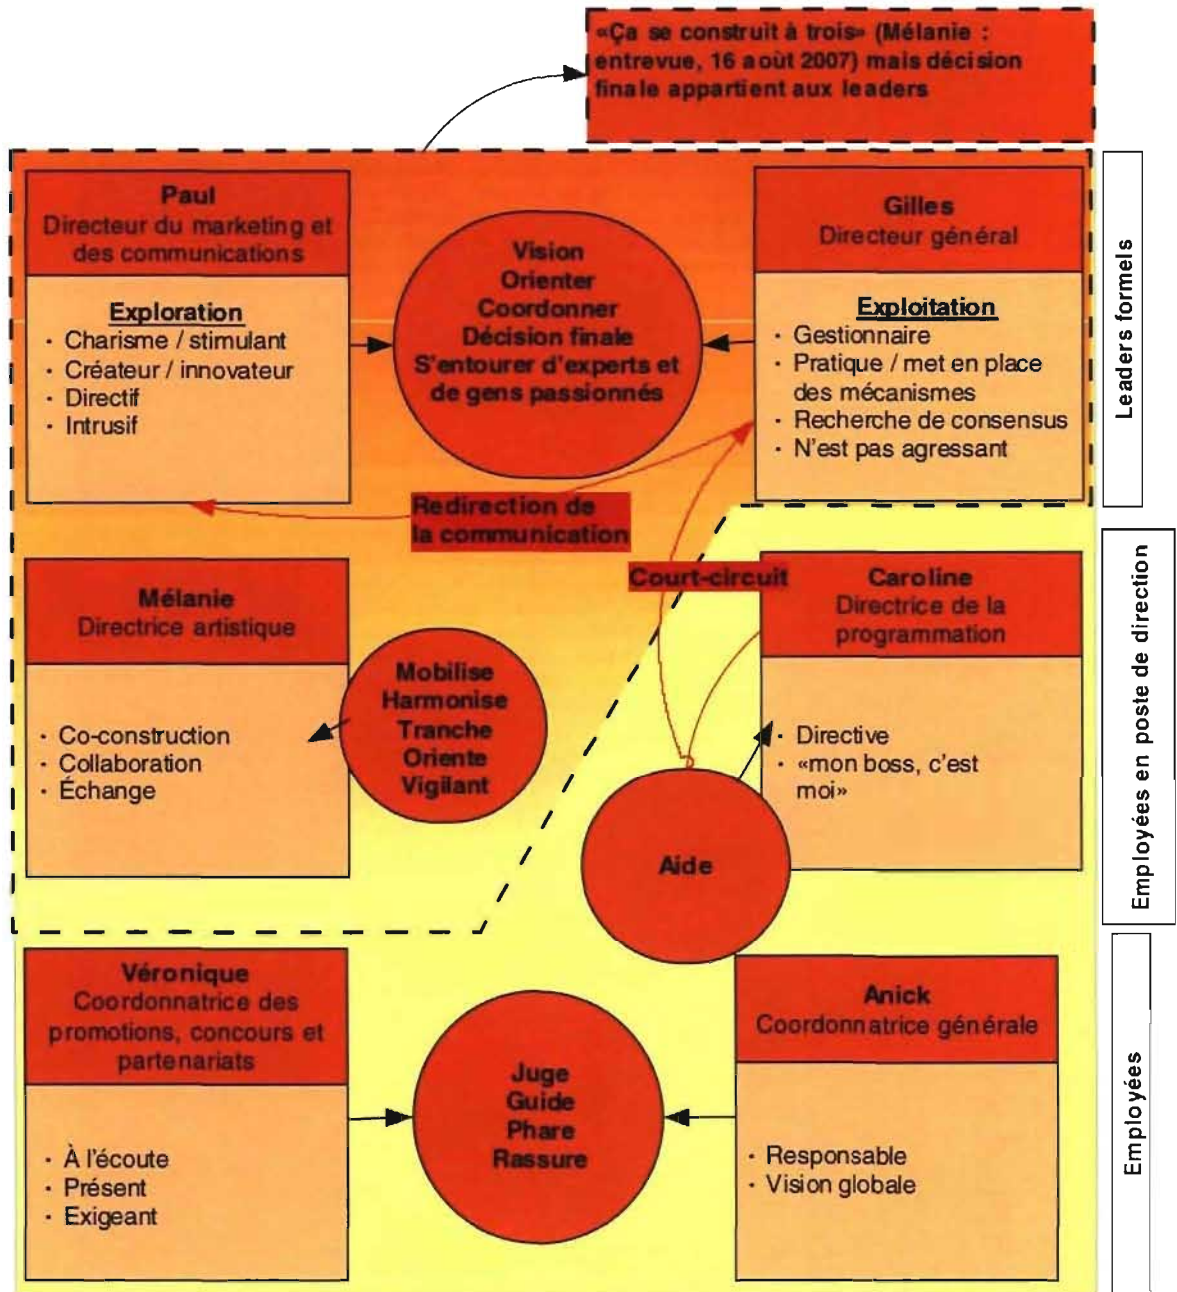 «Ça se construit à trois» (Mélanie :
entrevue, 16 août 2007) mais décision
finale appartient aux leaders
Paul
Directeur du marketing et
des communications
Exploration
· Charisme / stimulant
· Créateur / innovateur
· Directif
· Intrusif
Vision
Orienter
Coordonner
Décision finale
S'entourer d'experts et
de gens passionnés
Gilles
Directeur général
Exploitation
· Gestionnaire
· Pratique / met en place
des mécanismes
· Recherche de consensus
· N'est pas agressant
Leaders formels
Redirection de
la communication
Court-circuit
Mélanie
Directrice artistique
· Co-construction
· Collaboration
· Échange
Mobilise
Harmonise
Tranche
Oriente
Vigilant
Caroline
Directrice de la
programmation
· Directive
· «mon boss, c'est
moi»
Aide
Employées en poste de direction
Véronique
Coordonnatrice des
promotions, concours et
partenariats
· À l'écoute
· Présent
· Exigeant
Juge
Guide
Phare
Rassure
Anick
Coordonnatrice générale
· Responsable
· Vision globale
Employées